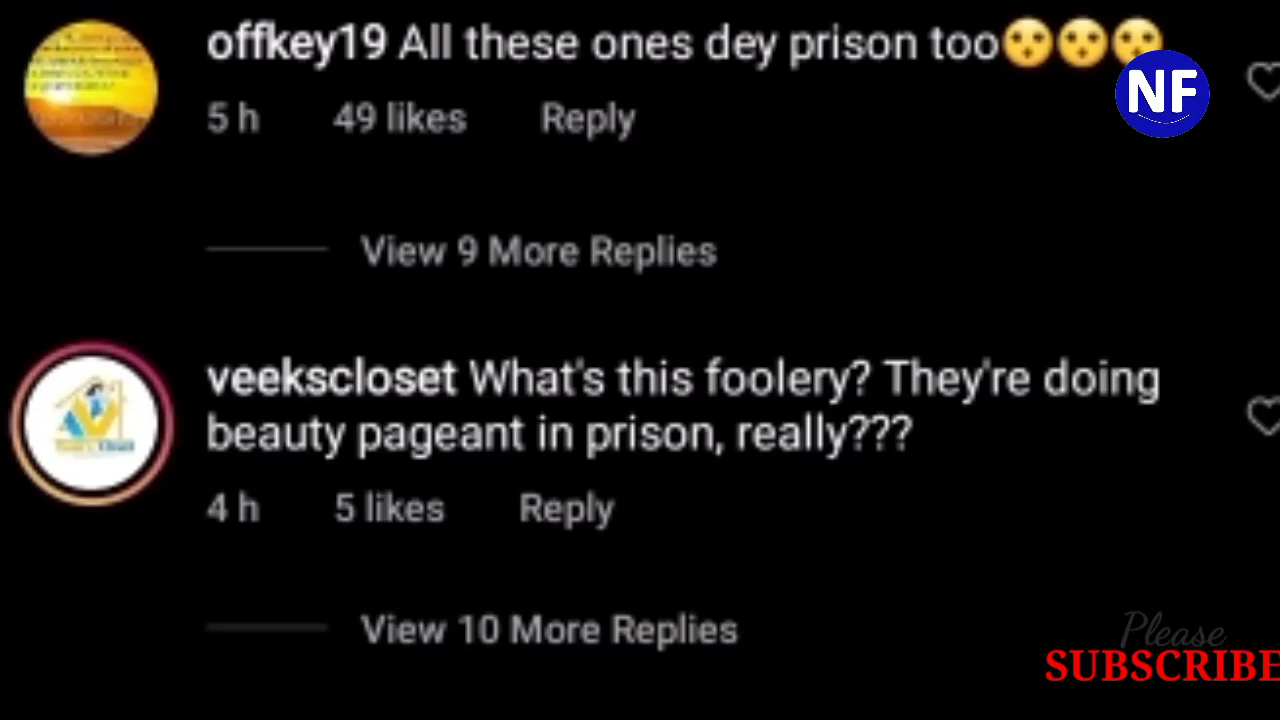 offkey19 All these ones dey prison too😯😯😯
NF
5 h 49 likes Reply
View 9 More Replies
veekscloset What's this foolery? They're doing
beauty pageant in prison, really???
4 h 5 likes Reply
View 10 More Replies
Please
SUBSCRIBE